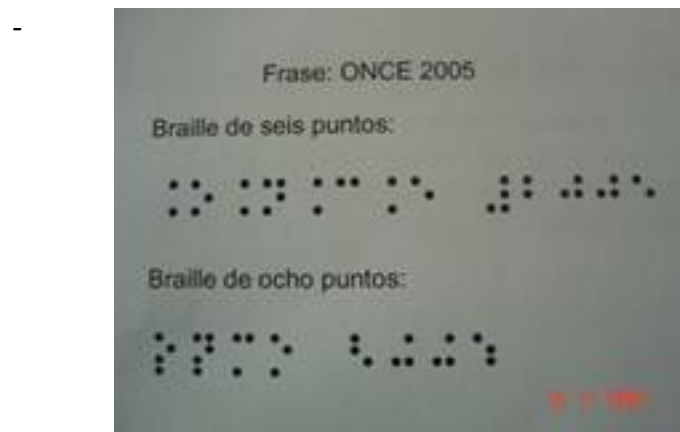 Frase: ONCE 2005
Braille de seis puntos:
⠨⠕⠨⠝⠨⠉⠨⠑ ⠼⠃⠚⠚⠑
Braille de ocho puntos:
⡕⡝⡉⡑ ⠣⠬⠬⠱